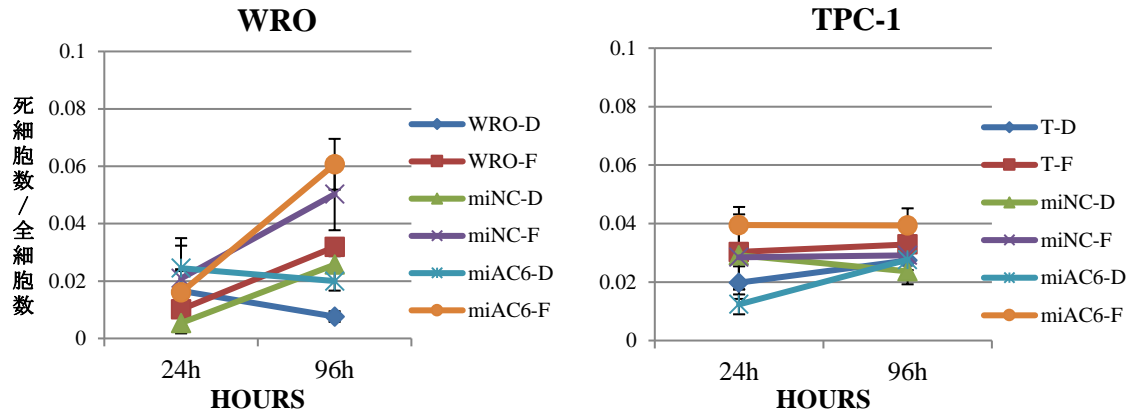 WRO
死細胞数/全細胞数
0.1
0.08
0.06
0.04
0.02
0
24h
96h
HOURS
WRO-D
WRO-F
miNC-D
miNC-F
miAC6-D
miAC6-F
TPC-1
0.1
0.08
0.06
0.04
0.02
0
24h
96h
HOURS
T-D
T-F
miNC-D
miNC-F
miAC6-D
miAC6-F